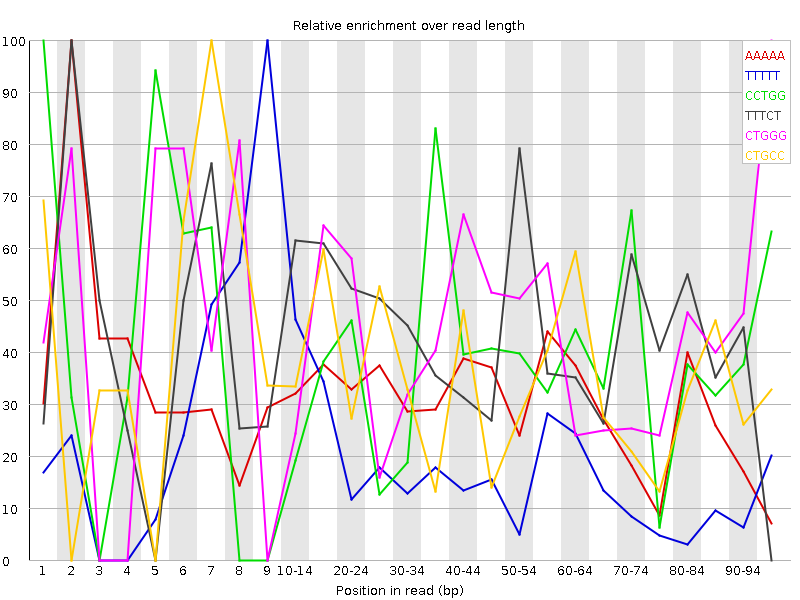 Relative enrichment over read length
100
90
80
70
60
50
40
30
20
10
0
AAAAA
TTTTT
CCTGG
TTTCT
CTGGG
CTGCC
1 2 3 4 5 6 7 8 9 10-14 20-24 30-34 40-44 50-54 60-64 70-74 80-84 90-94
Position in read (bp)